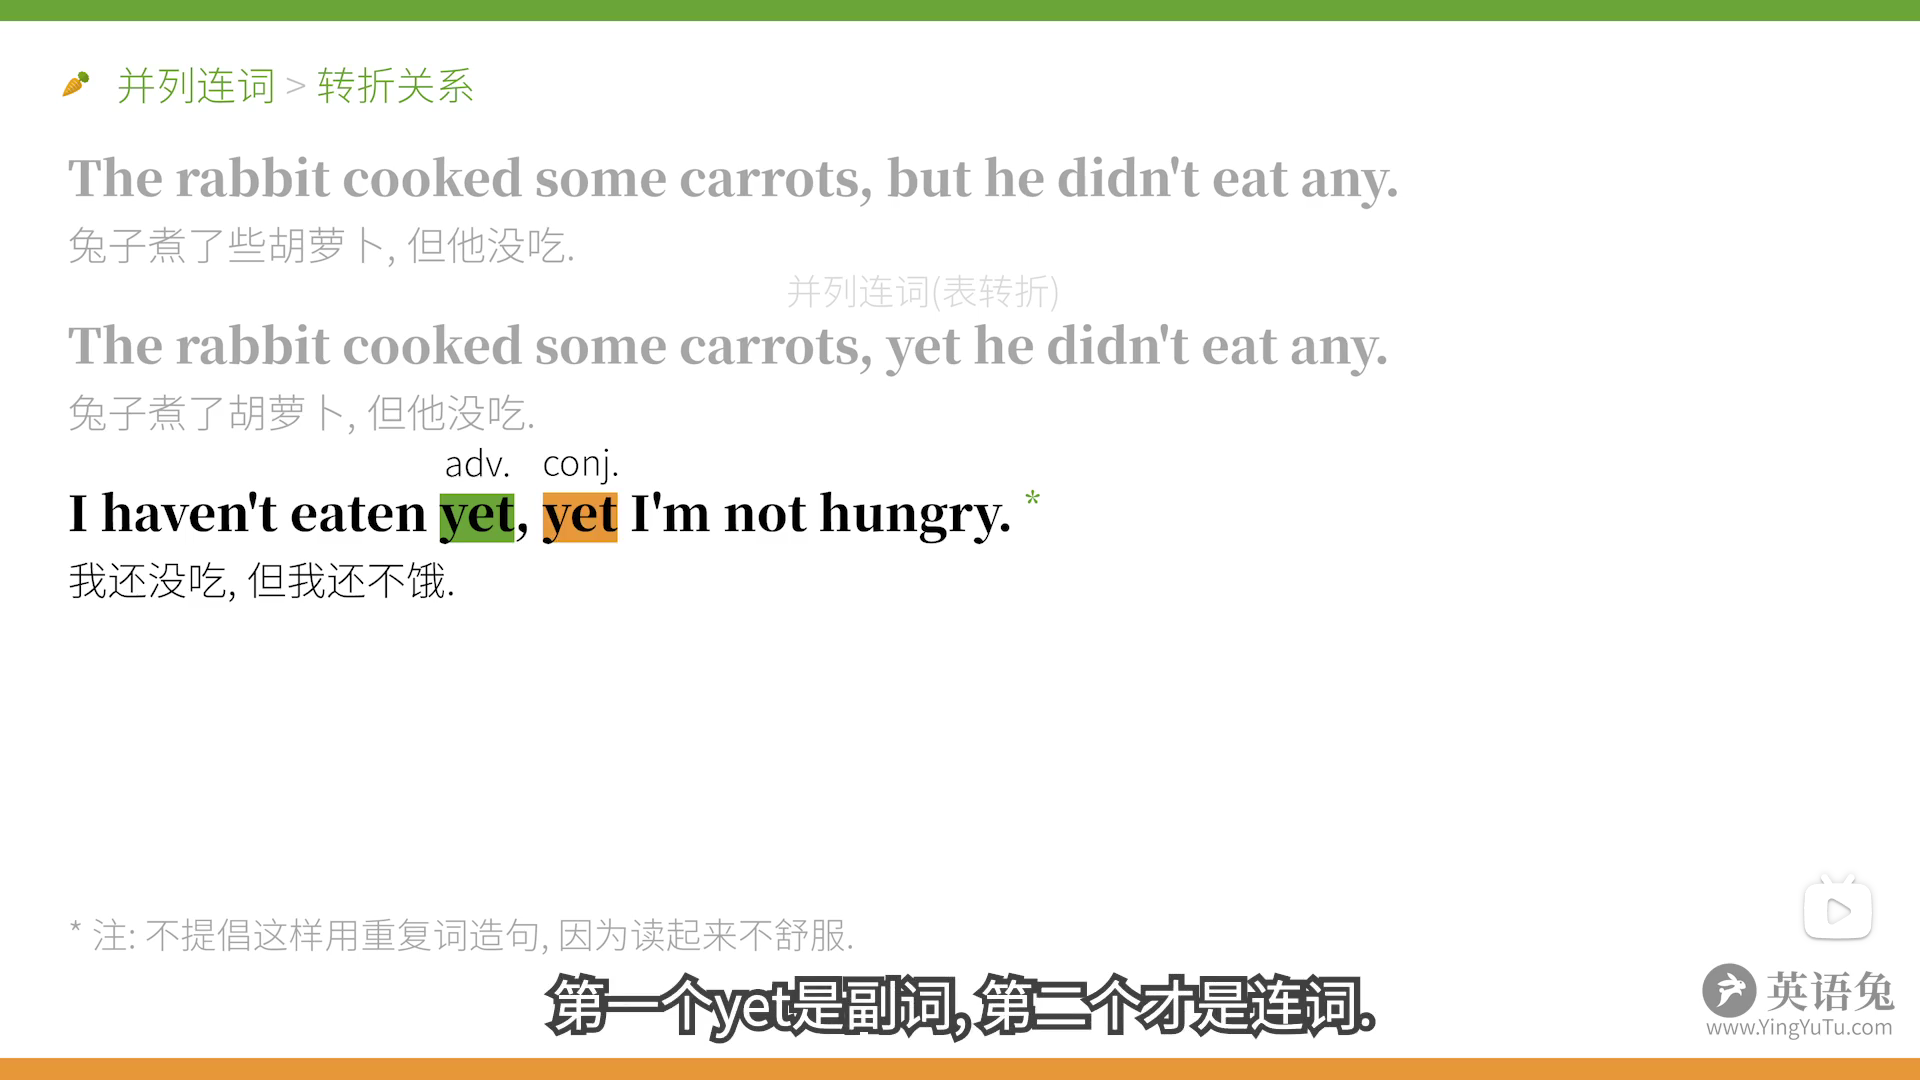 并列连词 > 转折关系
The rabbit cooked some carrots, but he didn't eat any.
兔子煮了些胡萝卜, 但他没吃.
并列连词(表转折)
The rabbit cooked some carrots, yet he didn't eat any.
兔子煮了胡萝卜, 但他没吃.
adv. conj.
I haven't eaten yet, yet I'm not hungry. *
我还没吃, 但我还不饿.
* 注: 不提倡这样用重复词造句, 因为读起来不舒服.
第一个yet是副词, 第二个才是连词.
英语兔
www.YingYuTu.com